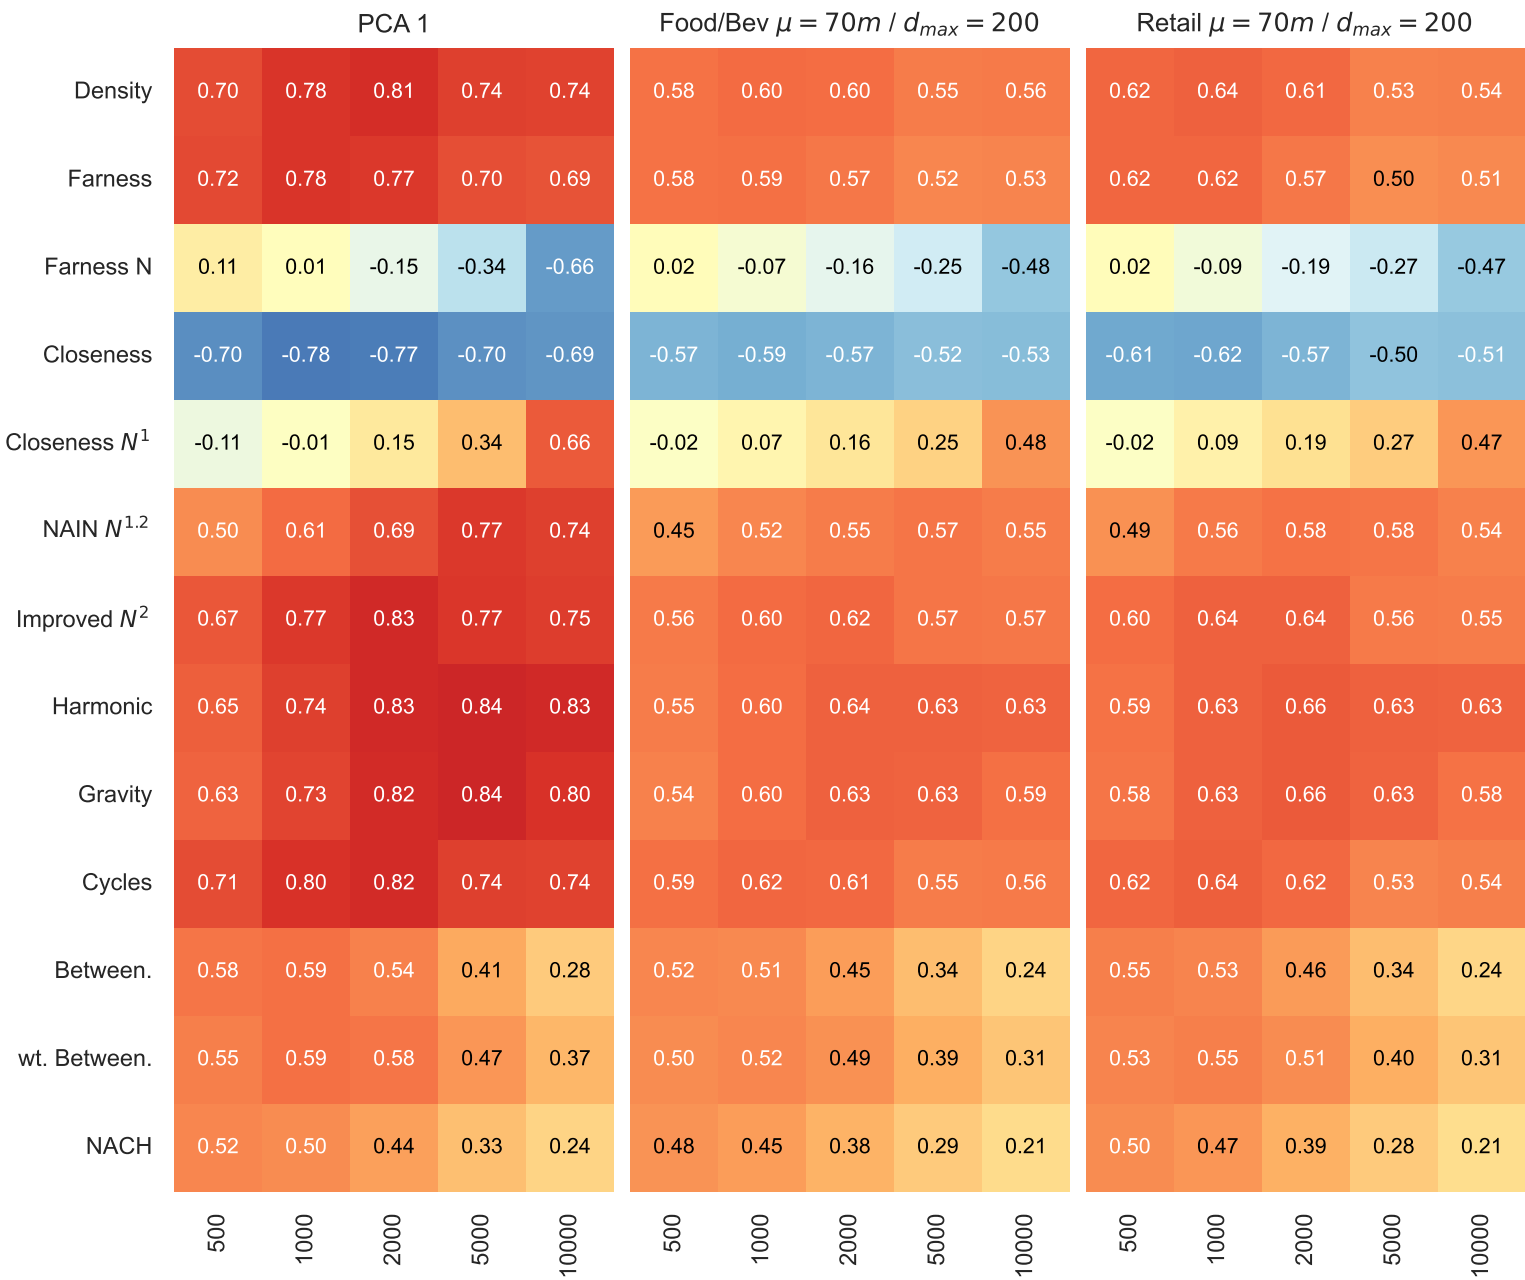 PCA 1 Food/Bev μ = 70m / d_max = 200 Retail μ = 70m / d_max = 200
Density 0.70 0.78 0.81 0.74 0.74 0.58 0.60 0.60 0.55 0.56 0.62 0.64 0.61 0.53 0.54
Farness 0.72 0.78 0.77 0.70 0.69 0.58 0.59 0.57 0.52 0.53 0.62 0.62 0.57 0.50 0.51
Farness N 0.11 0.01 -0.15 -0.34 -0.66 0.02 -0.07 -0.16 -0.25 -0.48 0.02 -0.09 -0.19 -0.27 -0.47
Closeness -0.70 -0.78 -0.77 -0.70 -0.69 -0.57 -0.59 -0.57 -0.52 -0.53 -0.61 -0.62 -0.57 -0.50 -0.51
Closeness N¹ -0.11 -0.01 0.15 0.34 0.66 -0.02 0.07 0.16 0.25 0.48 -0.02 0.09 0.19 0.27 0.47
NAIN N^1.2 0.50 0.61 0.69 0.77 0.74 0.45 0.52 0.55 0.57 0.55 0.49 0.56 0.58 0.58 0.54
Improved N² 0.67 0.77 0.83 0.77 0.75 0.56 0.60 0.62 0.57 0.57 0.60 0.64 0.64 0.56 0.55
Harmonic 0.65 0.74 0.83 0.84 0.83 0.55 0.60 0.64 0.63 0.63 0.59 0.63 0.66 0.63 0.63
Gravity 0.63 0.73 0.82 0.84 0.80 0.54 0.60 0.63 0.63 0.59 0.58 0.63 0.66 0.63 0.58
Cycles 0.71 0.80 0.82 0.74 0.74 0.59 0.62 0.61 0.55 0.56 0.62 0.64 0.62 0.53 0.54
Between. 0.58 0.59 0.54 0.41 0.28 0.52 0.51 0.45 0.34 0.24 0.55 0.53 0.46 0.34 0.24
wt. Between. 0.55 0.59 0.58 0.47 0.37 0.50 0.52 0.49 0.39 0.31 0.53 0.55 0.51 0.40 0.31
NACH 0.52 0.50 0.44 0.33 0.24 0.48 0.45 0.38 0.29 0.21 0.50 0.47 0.39 0.28 0.21
500 1000 2000 5000 10000 500 1000 2000 5000 10000 500 1000 2000 5000 10000